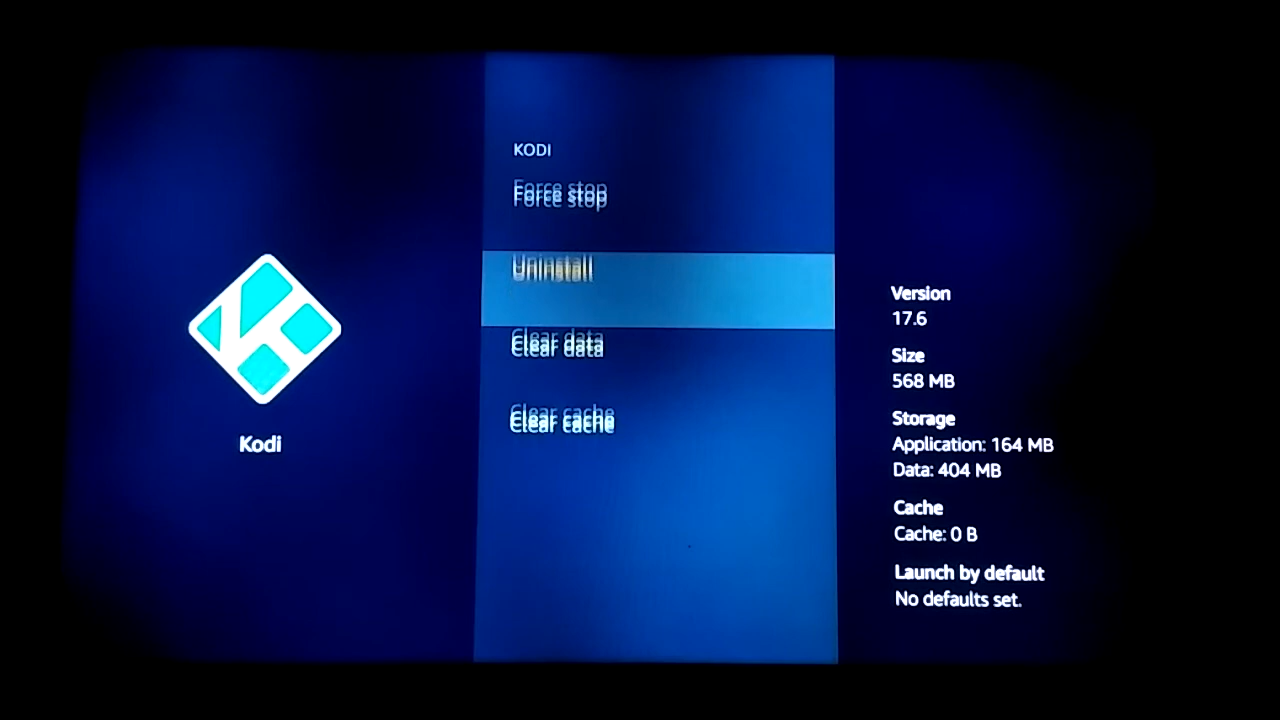 KODI
Force stop
Uninstall
Clear data
Clear cache
Kodi
Version
17.6
Size
568 MB
Storage
Application: 164 MB
Data: 404 MB
Cache
Cache: 0 B
Launch by default
No defaults set.